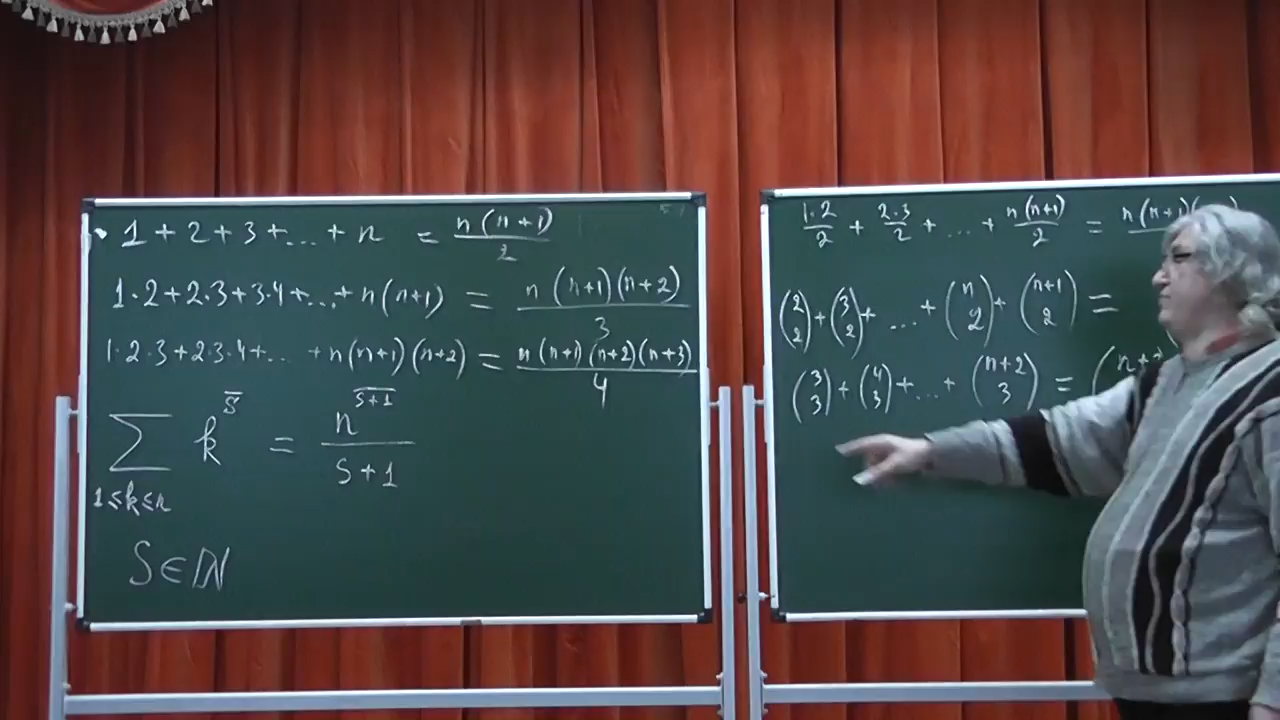 1 + 2 + 3 + ... + n = n(n+1)/2
1·2+2·3+3·4+...+n(n+1) = n(n+1)(n+2)/3
1·2·3+2·3·4+... +n(n+1)(n+2) = n(n+1)(n+2)(n+3)/4
∑_{1≤k≤n} k^{s̅} = n^{\overline{s+1}}/(s+1)
S∈ℕ
1·2/2 + 2·3/2 + ... + n(n+1)/2 = n(n+1)
(2 2)+(3 2)+ ... +(n 2)+(n+1 2) =
(3 3)+(4 3)+...+(n+2 3) =